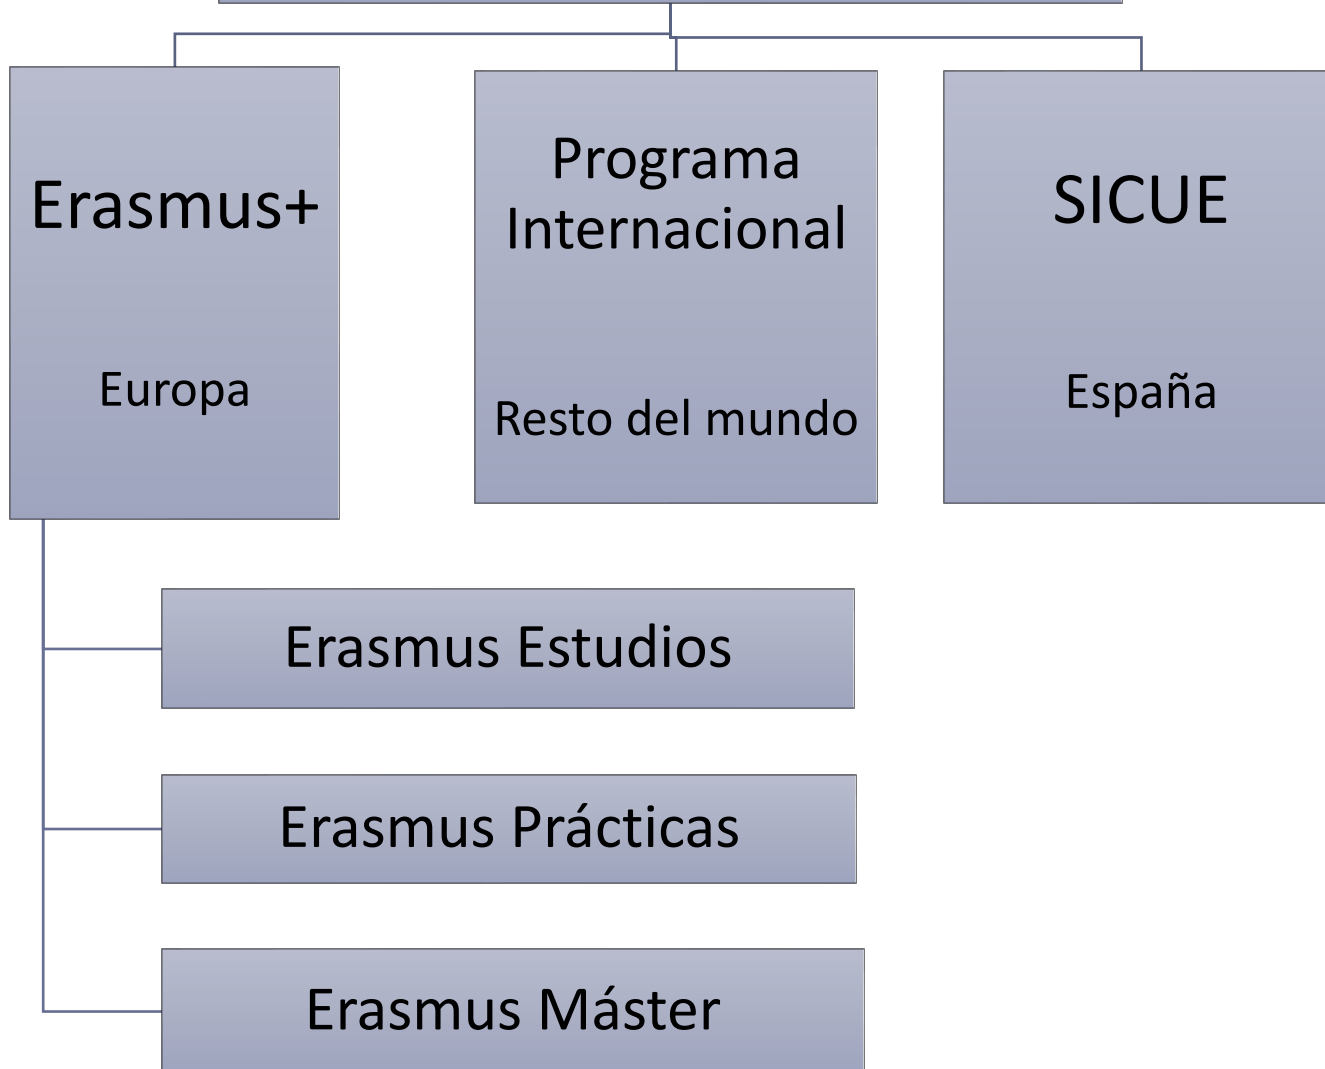 Erasmus+
Europa
Programa
Internacional
Resto del mundo
SICUE
España
Erasmus Estudios
Erasmus Prácticas
Erasmus Máster